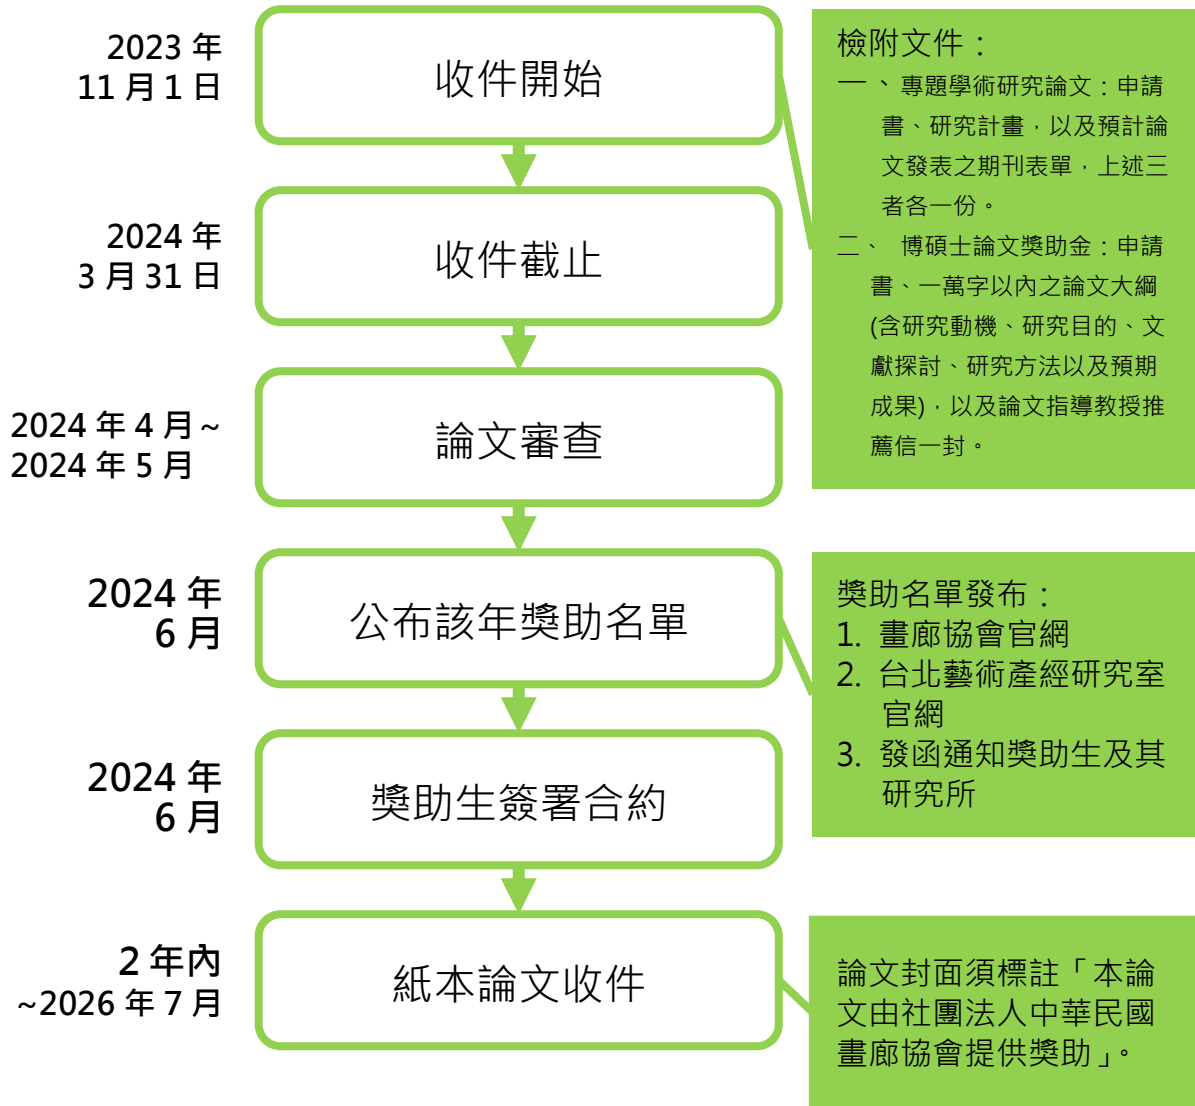 2023 年
11 月 1 日
收件開始
檢附文件：
一、專題學術研究論文：申請
書、研究計畫，以及預計論
文發表之期刊表單，上述三
者各一份。
二、 博碩士論文獎助金：申請
書、一萬字以內之論文大綱
(含研究動機、研究目的、文
獻探討、研究方法以及預期
成果)，以及論文指導教授推
薦信一封。
2024 年
3 月 31 日
收件截止
2024 年 4 月 ~
2024 年 5 月
論文審查
2024 年
6 月
公布該年獎助名單
獎助名單發布：
1. 畫廊協會官網
2. 台北藝術產經研究室
官網
3. 發函通知獎助生及其
研究所
2024 年
6 月
獎助生簽署合約
2 年內
~2026 年 7 月
紙本論文收件
論文封面須標註「本論
文由社團法人中華民國
畫廊協會提供獎助」。